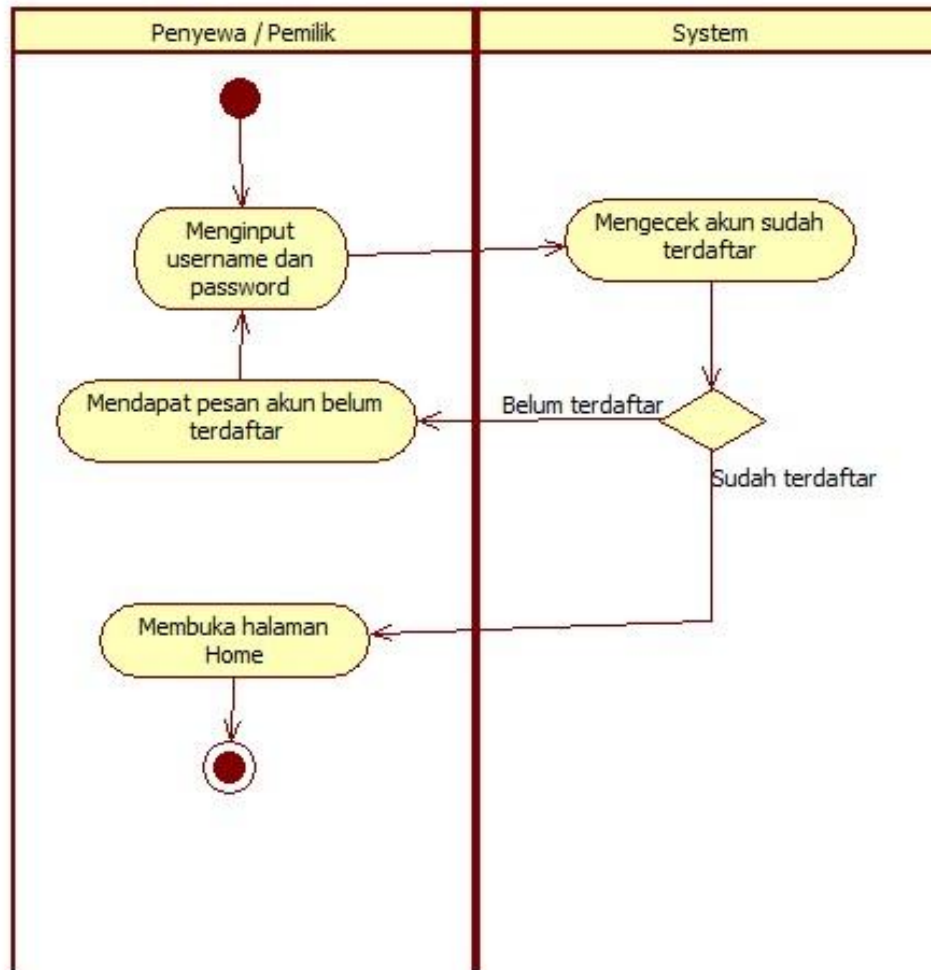 Penyewa / Pemilik
System
Menginput
username dan
password
Mengecek akun sudah
terdaftar
Mendapat pesan akun belum
terdaftar
Belum terdaftar
Sudah terdaftar
Membuka halaman
Home